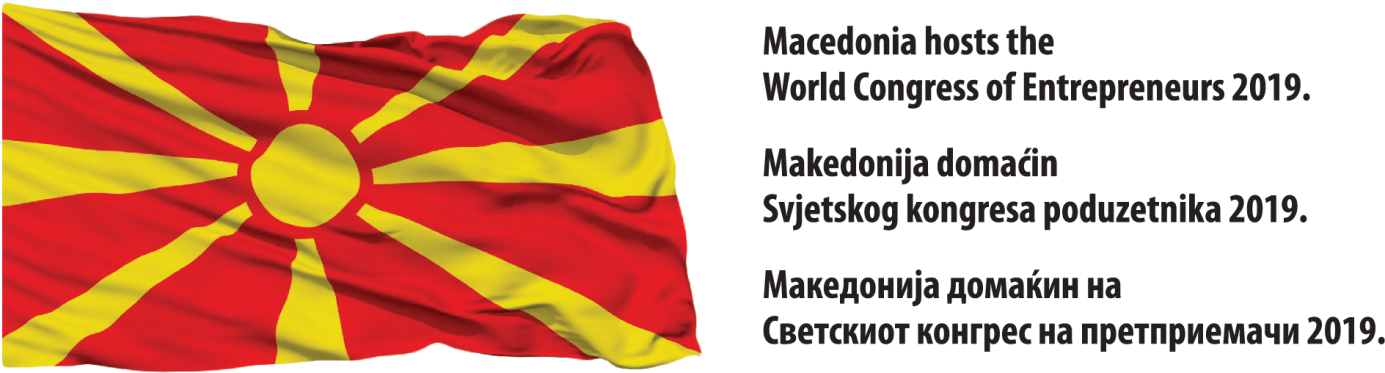 Macedonia hosts the
World Congress of Entrepreneurs 2019.
Makedonija domaćin
Svjetskog kongresa poduzetnika 2019.
Македонија домаќин на
Светскиот конгрес на претприемачи 2019.